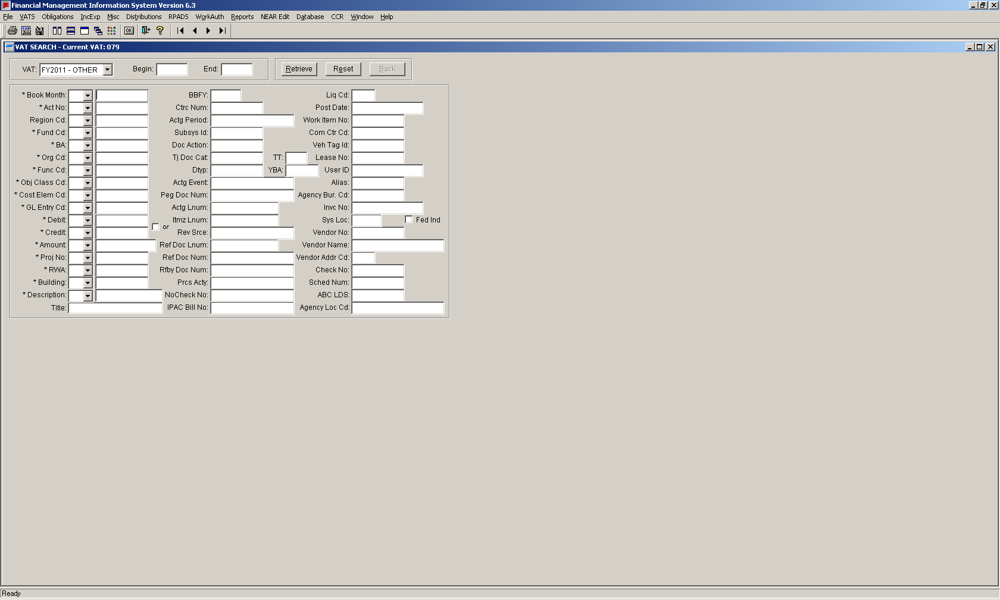 Financial Management Information System Version 6.3
File VATS Obligations IncExp Misc Distributions RPADS WorkAuth Reports NEAR Edit Database CCR Window Help
OK
VAT SEARCH - Current VAT: 079
VAT: FY2011 - OTHER Begin: End: Retrieve Reset Back
* Book Month: BBFY: Liq Cd:
* Act No: Ctrc Num: Post Date:
Region Cd: Actg Period: Work Item No:
* Fund Cd: Subsys Id: Com Ctr Cd:
* BA: Doc Action: Veh Tag Id:
* Org Cd: Tj Doc Cat: TT: Lease No:
* Func Cd: Dtyp: YBA: User ID
* Obj Class Cd: Actg Event: Alias:
* Cost Elem Cd: Peg Doc Num: Agency Bur. Cd:
* GL Entry Cd: Actg Lnum: Invc No:
* Debit: Itmz Lnum: Sys Loc: Fed Ind
or
* Credit: Rev Srce: Vendor No:
* Amount: Ref Doc Lnum: Vendor Name:
* Proj No: Ref Doc Num: Vendor Addr Cd:
* RWA: Rfby Doc Num: Check No:
* Building: Prcs Acty: Sched Num:
* Description: NoCheck No: ABC LDS:
Title: IPAC Bill No: Agency Loc Cd:
Ready